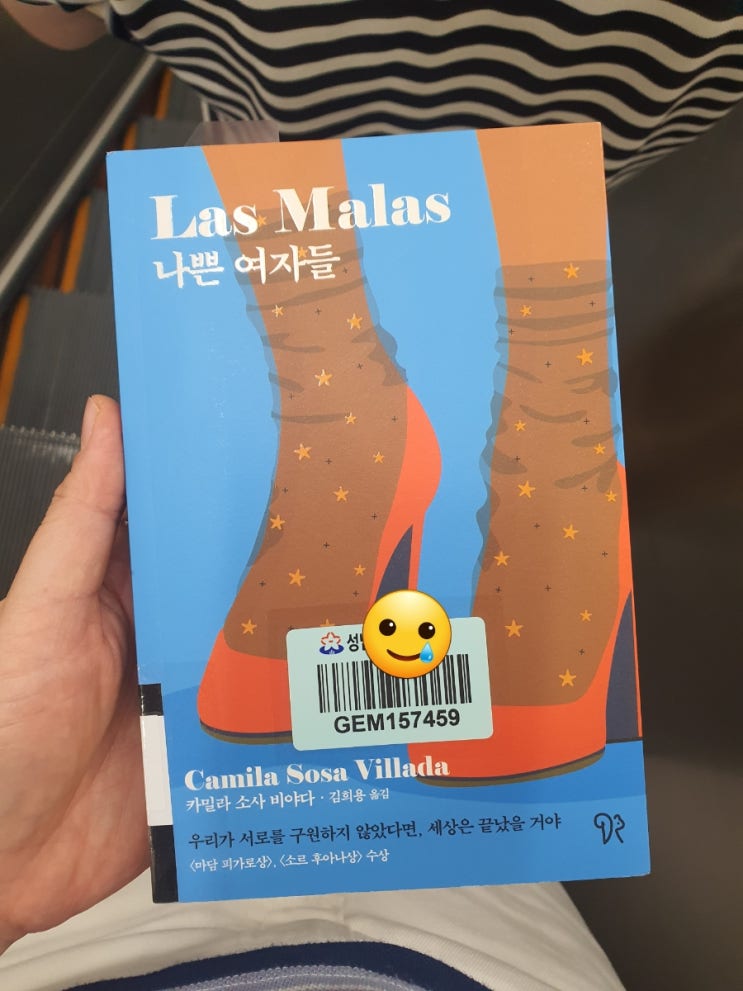 Las Malas
나쁜 여자들
GEM157459
Camila Sosa Villada
카밀라 소사 비야다 · 김희용 옮김
우리가 서로를 구원하지 않았다면, 세상은 끝났을 거야
〈마담 피가로상〉, 〈소르 후아나상〉 수상